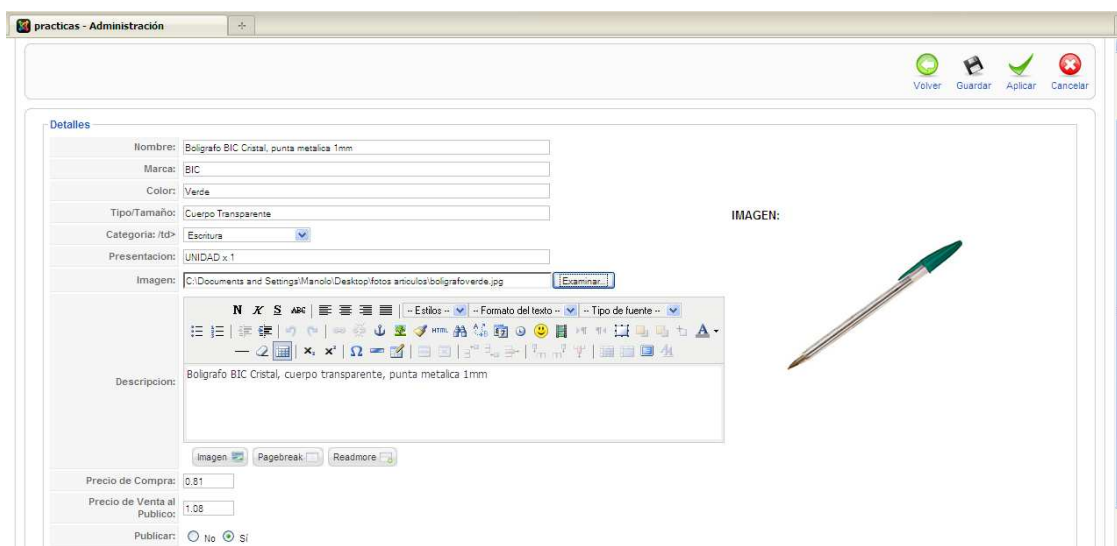 practicas - Administración
Volver Guardar Aplicar Cancelar
Detalles
Nombre: Boligrafo BIC Cristal, punta metalica 1mm
Marca: BIC
Color: Verde
Tipo/Tamaño: Cuerpo Transparente
IMAGEN:
Categoria: /td> Escritura
Presentacion: UNIDAD x 1
Imagen: C:\Documents and Settings\Manolo\Desktop\fotos articulos\boligrafoverde.jpg Examinar...
N K S ABC -- Estilos -- -- Formato del texto -- -- Tipo de fuente --
HTML
Descripcion: Boligrafo BIC Cristal, cuerpo transparente, punta metalica 1mm
Imagen Pagebreak Readmore
Precio de Compra: 0.81
Precio de Venta al
Publico: 1.08
Publicar: No Sí